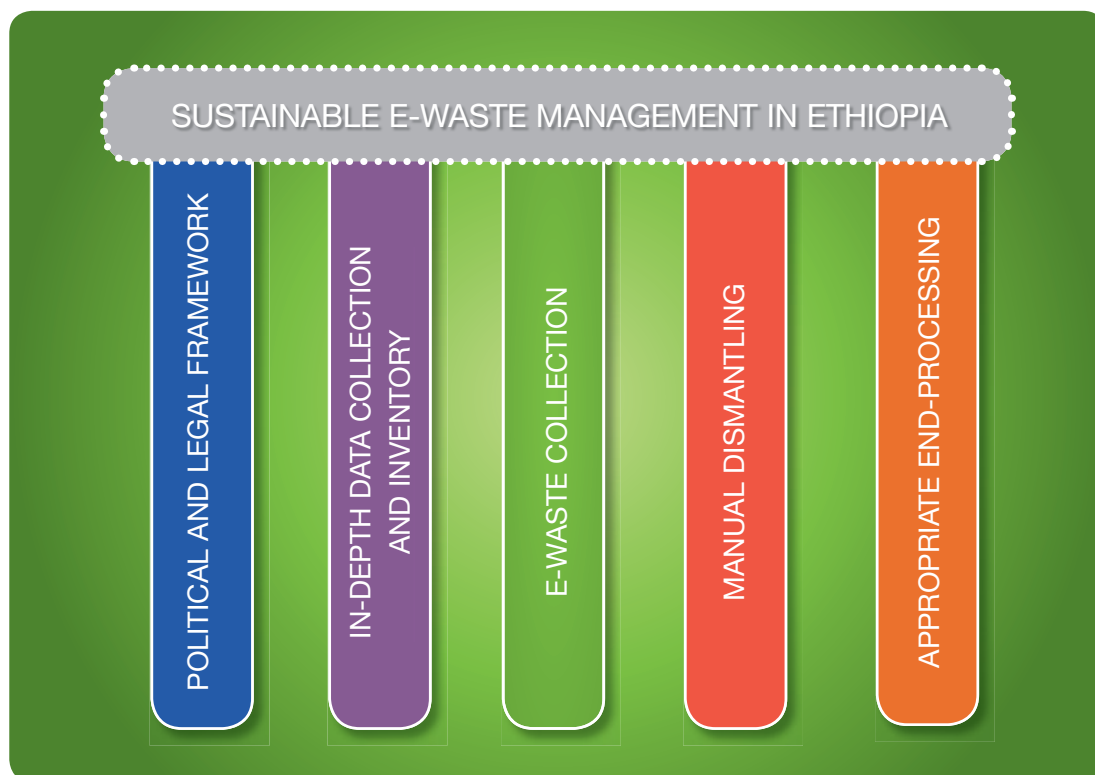 SUSTAINABLE E-WASTE MANAGEMENT IN ETHIOPIA
POLITICAL AND LEGAL FRAMEWORK
IN-DEPTH DATA COLLECTION
AND INVENTORY
E-WASTE COLLECTION
MANUAL DISMANTLING
APPROPRIATE END-PROCESSING